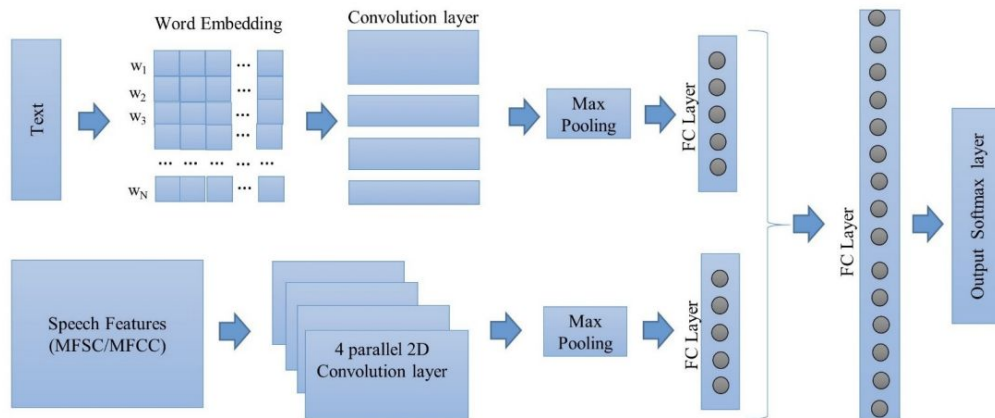 Word Embedding
Convolution layer
Text
w1
w2
w3
... ... ... ... ...
wN
...
...
...
...
...
Max
Pooling
FC Layer
FC Layer
Output Softmax layer
Speech Features
(MFSC/MFCC)
4 parallel 2D
Convolution layer
Max
Pooling
FC Layer